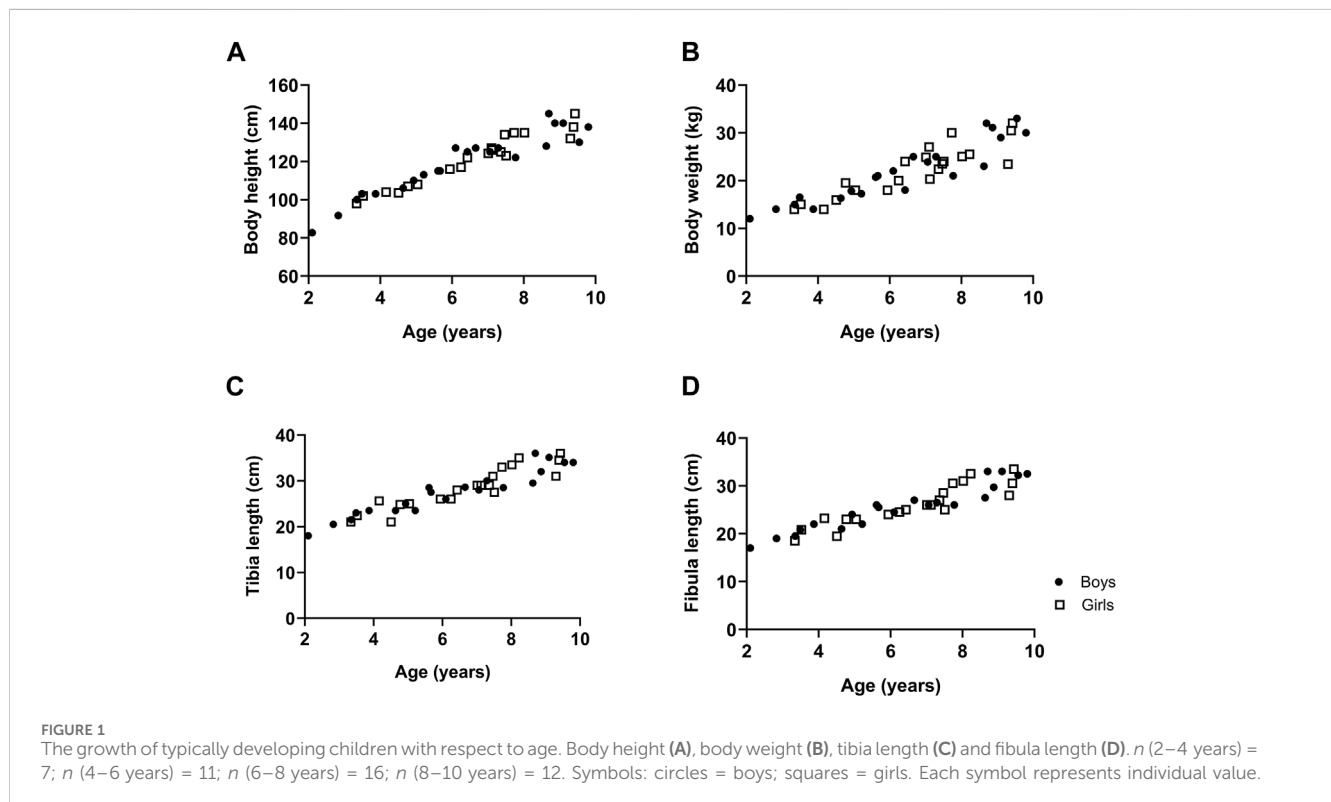 A
Body height (cm)
160
140
120
100
80
60
2 4 6 8 10
Age (years)
B
Body weight (kg)
40
30
20
10
0
2 4 6 8 10
Age (years)
C
Tibia length (cm)
40
30
20
10
0
2 4 6 8 10
Age (years)
D
Fibula length (cm)
40
30
20
10
0
2 4 6 8 10
Age (years)
Boys
Girls
FIGURE 1
The growth of typically developing children with respect to age. Body height (A), body weight (B), tibia length (C) and fibula length (D). n (2–4 years) =
7; n (4–6 years) = 11; n (6–8 years) = 16; n (8–10 years) = 12. Symbols: circles = boys; squares = girls. Each symbol represents individual value.